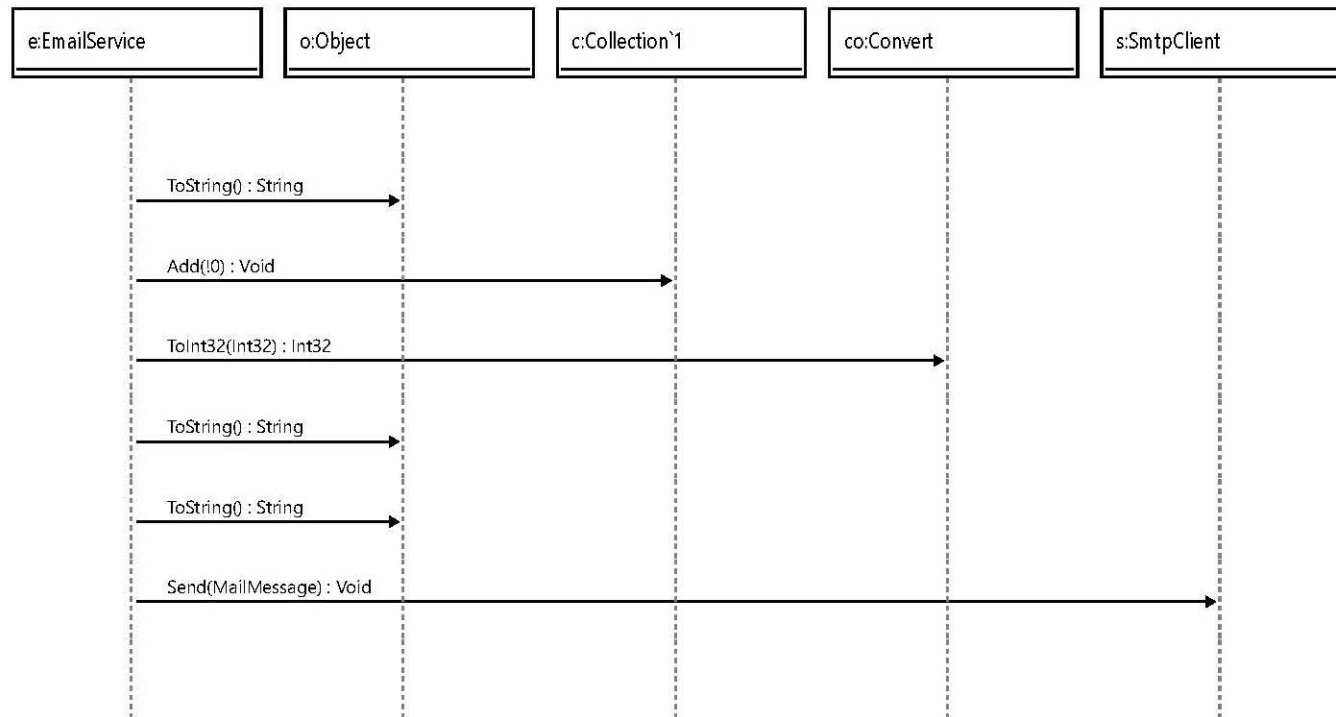 e:EmailService
o:Object
c:Collection`1
co:Convert
s:SmtpClient
ToString() : String
Add(!0) : Void
ToInt32(Int32) : Int32
ToString() : String
ToString() : String
Send(MailMessage) : Void